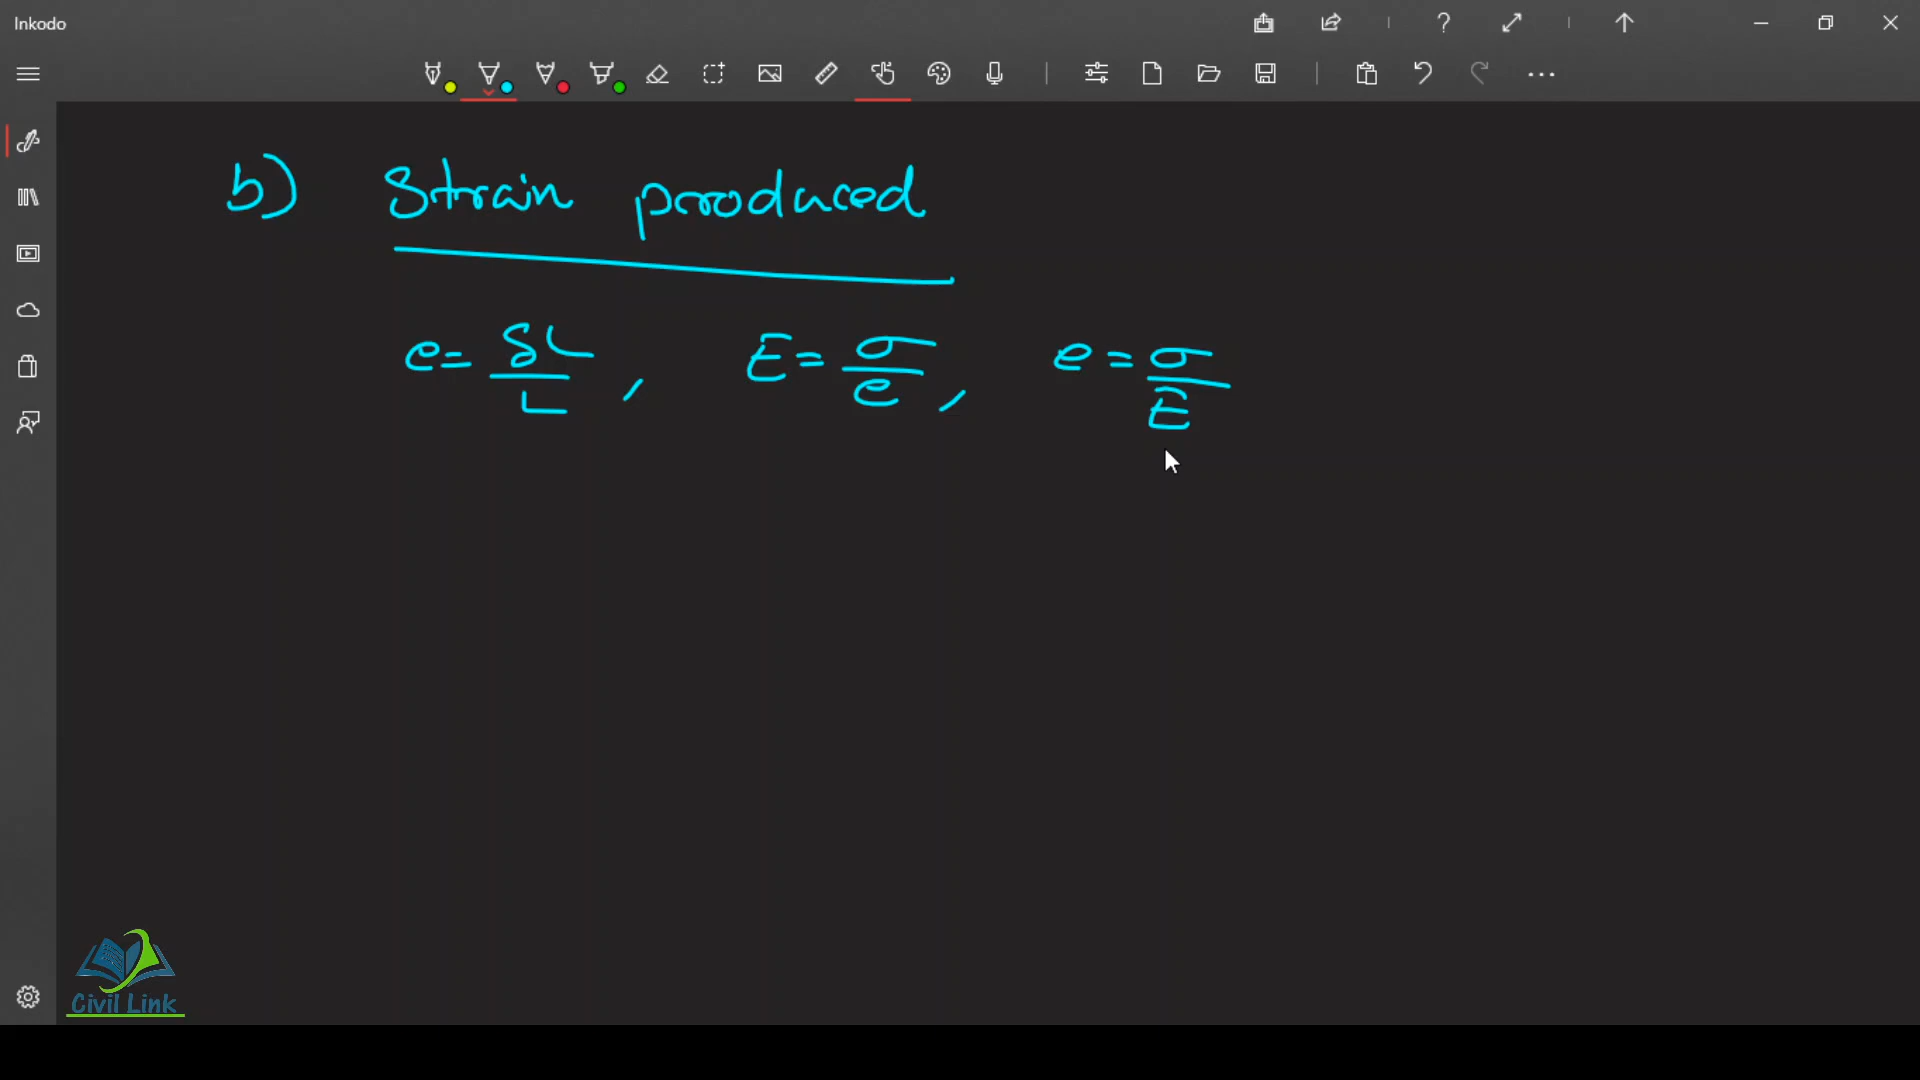 Inkodo
b) Strain produced
e = δL/L, E = σ/e, e = σ/E
Civil Link